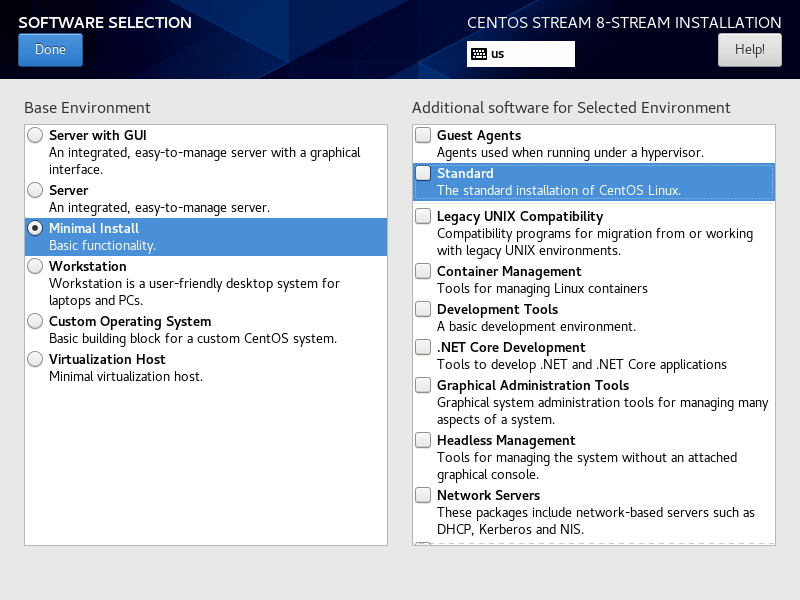 SOFTWARE SELECTION
CENTOS STREAM 8-STREAM INSTALLATION
Done
us
Help!
Base Environment
Server with GUI
An integrated, easy-to-manage server with a graphical
interface.
Server
An integrated, easy-to-manage server.
Minimal Install
Basic functionality.
Workstation
Workstation is a user-friendly desktop system for
laptops and PCs.
Custom Operating System
Basic building block for a custom CentOS system.
Virtualization Host
Minimal virtualization host.
Additional software for Selected Environment
Guest Agents
Agents used when running under a hypervisor.
Standard
The standard installation of CentOS Linux.
Legacy UNIX Compatibility
Compatibility programs for migration from or working
with legacy UNIX environments.
Container Management
Tools for managing Linux containers
Development Tools
A basic development environment.
.NET Core Development
Tools to develop .NET and .NET Core applications
Graphical Administration Tools
Graphical system administration tools for managing many
aspects of a system.
Headless Management
Tools for managing the system without an attached
graphical console.
Network Servers
These packages include network-based servers such as
DHCP, Kerberos and NIS.